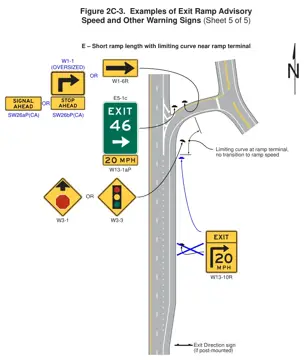 Figure 2C-3. Examples of Exit Ramp Advisory
Speed and Other Warning Signs (Sheet 5 of 5)
E – Short ramp length with limiting curve near ramp terminal
N
W1-1
(OVERSIZED)
OR
W1-6R
SIGNAL
AHEAD
OR
STOP
AHEAD
SW26aP(CA)
SW26bP(CA)
E5-1c
EXIT
46
20 MPH
W13-1aP
Limiting curve at ramp terminal,
no transition to ramp speed
W3-1
OR
W3-3
EXIT
20
MPH
W13-10R
Exit Direction sign
(if post-mounted)